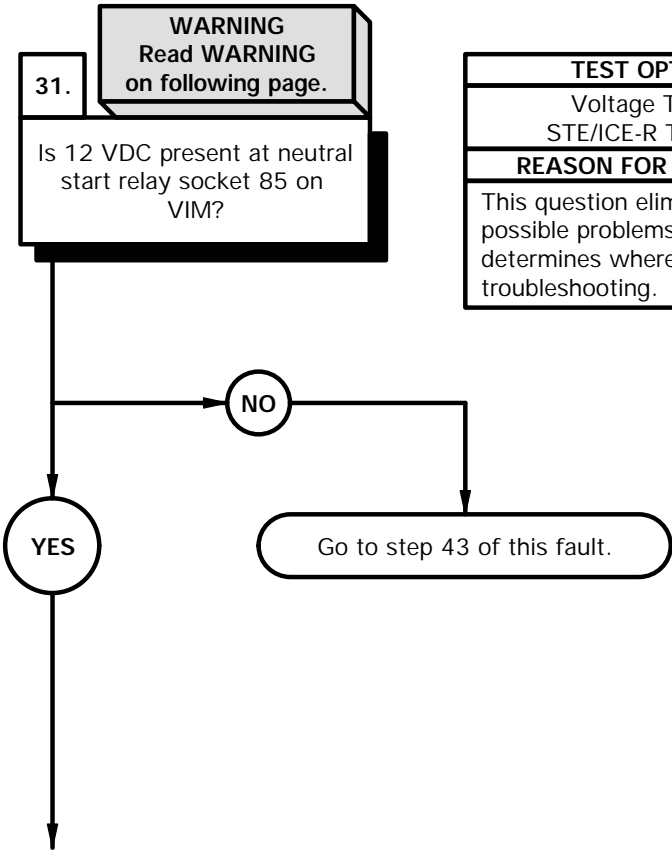 WARNING
Read WARNING
on following page.
31.
Is 12 VDC present at neutral
start relay socket 85 on
VIM?
TEST
Voltage
STE/ICE-R
REASON FOR
This question
possible problems
determines where
troubleshooting.
NO
YES
Go to step 43 of this fault.